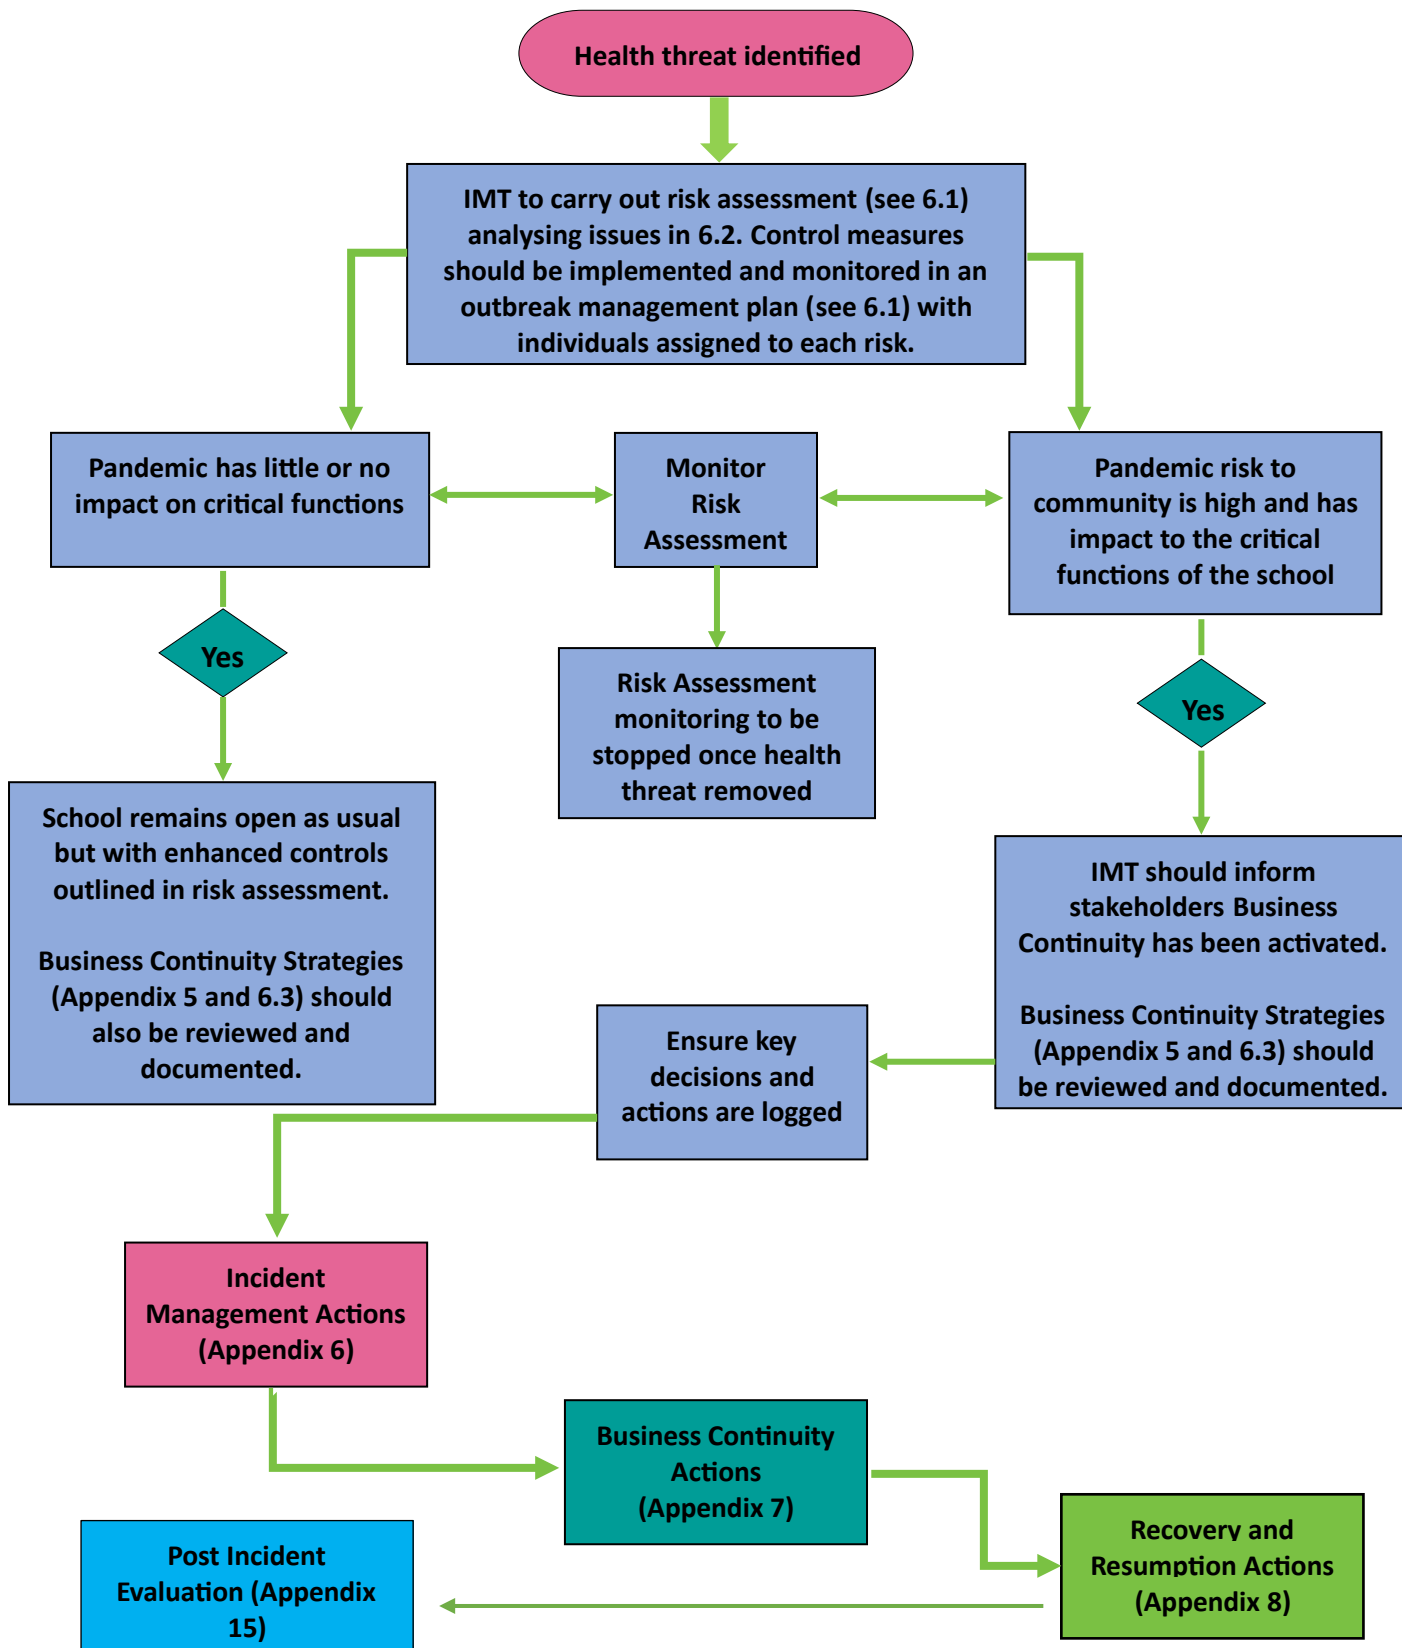 Health threat identified
IMT to carry out risk assessment (see 6.1)
analysing issues in 6.2. Control measures
should be implemented and monitored in an
outbreak management plan (see 6.1) with
individuals assigned to each risk.
Pandemic has little or no
impact on critical functions
Monitor
Risk
Assessment
Pandemic risk to
community is high and has
impact to the critical
functions of the school
Yes
Risk Assessment
monitoring to be
stopped once health
threat removed
Yes
School remains open as usual
but with enhanced controls
outlined in risk assessment.
Business Continuity Strategies
(Appendix 5 and 6.3) should
also be reviewed and
documented.
IMT should inform
stakeholders Business
Continuity has been activated.
Business Continuity Strategies
(Appendix 5 and 6.3) should
be reviewed and documented.
Ensure key
decisions and
actions are logged
Incident
Management Actions
(Appendix 6)
Business Continuity
Actions
(Appendix 7)
Recovery and
Resumption Actions
(Appendix 8)
Post Incident
Evaluation (Appendix
15)